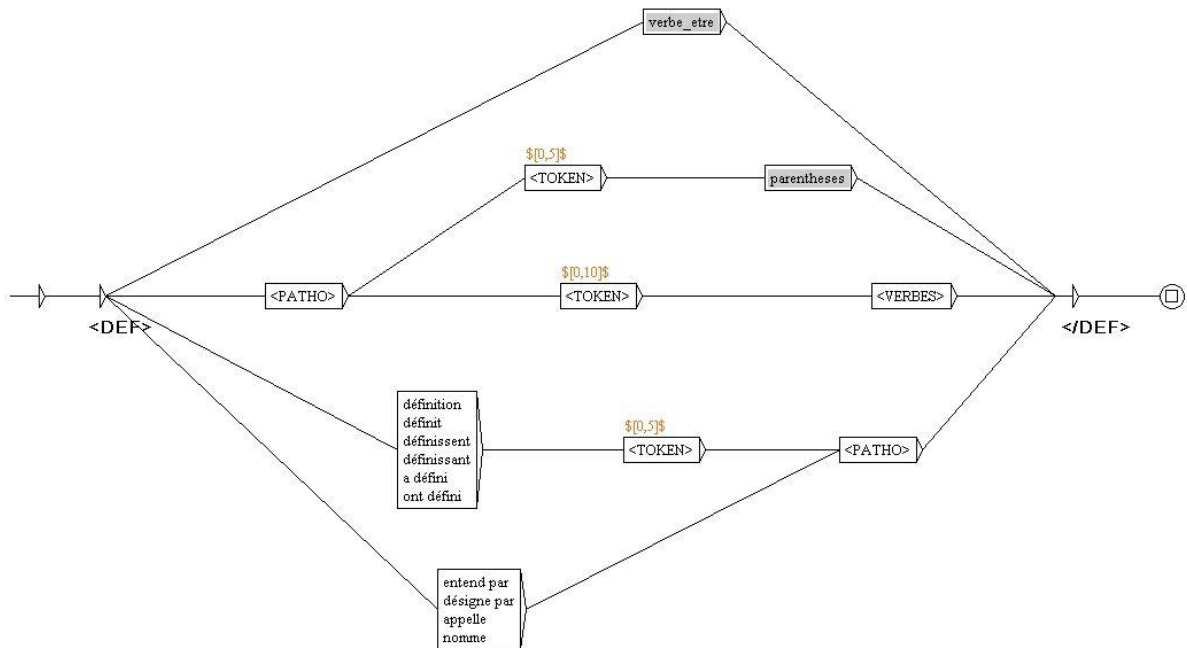 verbe_etre
$[0,5]$
<TOKEN>
parentheses
$[0,10]$
<PATHO>
<TOKEN>
<VERBES>
<DEF>
</DEF>
définition
définit
définissent
définissant
a défini
ont défini
$[0,5]$
<TOKEN>
<PATHO>
entend par
désigne par
appelle
nomme